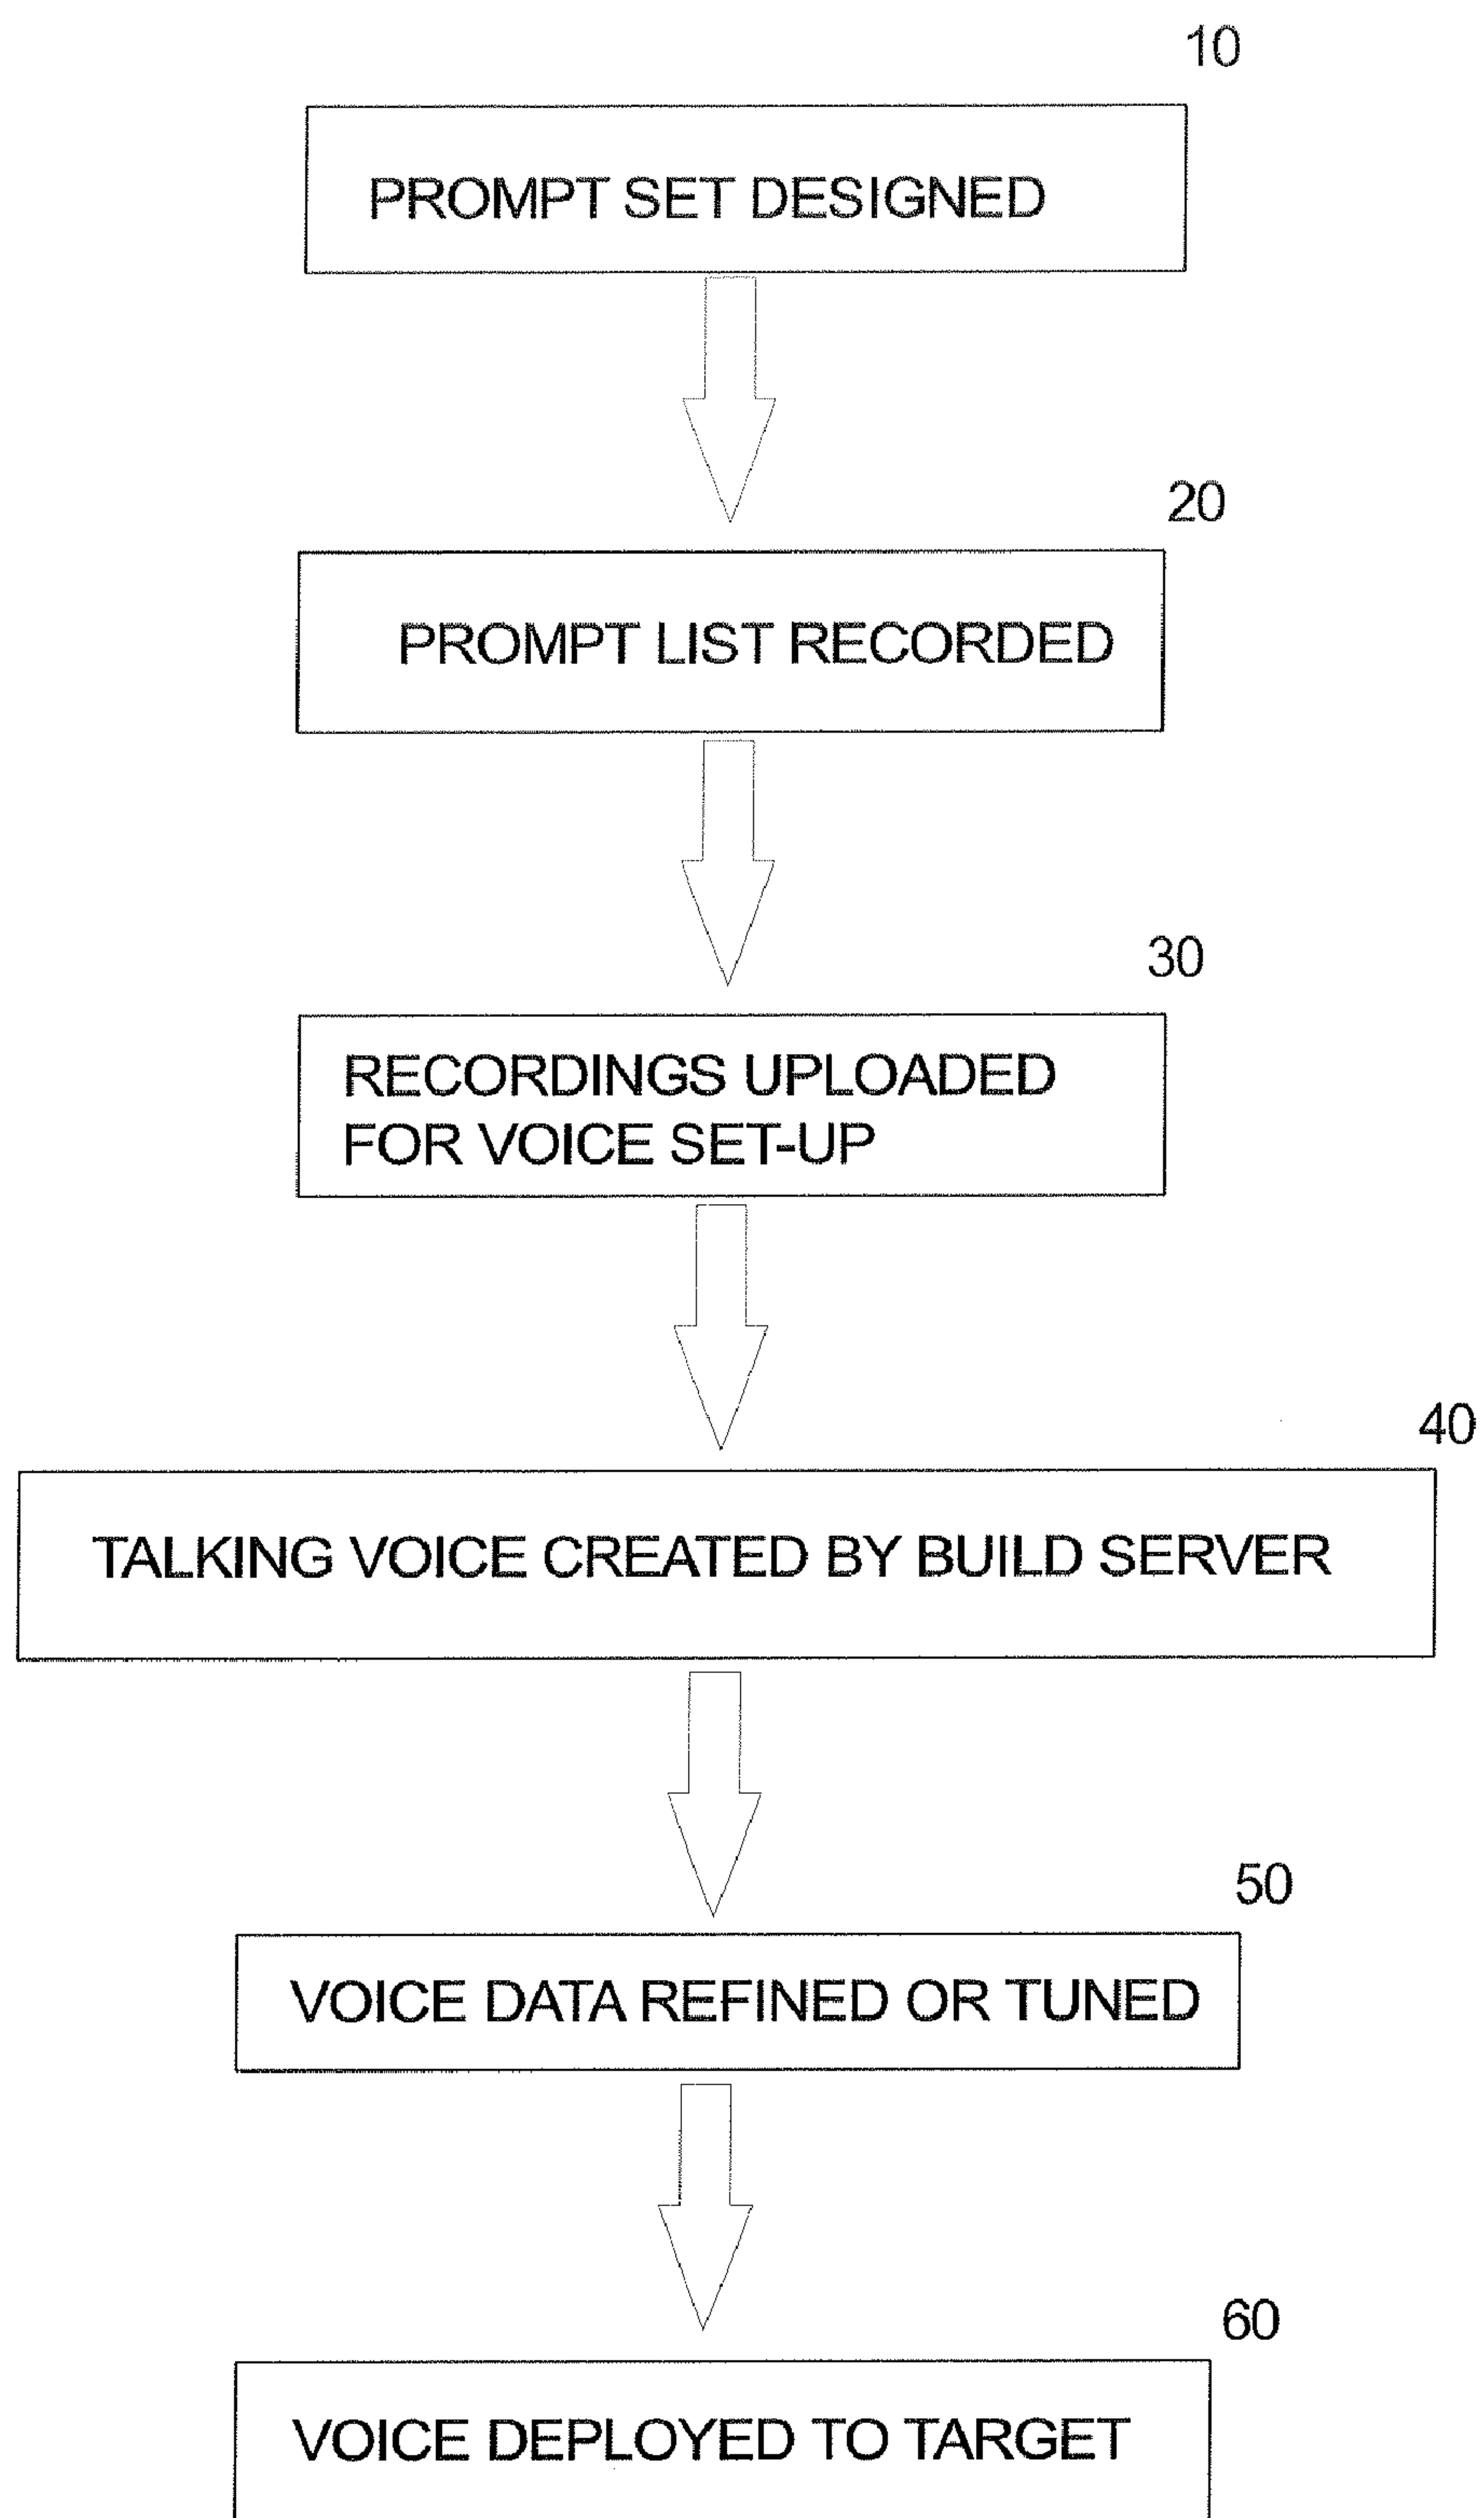 10
PROMPT SET DESIGNED
20
PROMPT LIST RECORDED
30
RECORDINGS UPLOADED
FOR VOICE SET-UP
40
TALKING VOICE CREATED BY BUILD SERVER
50
VOICE DATA REFINED OR TUNED
60
VOICE DEPLOYED TO TARGET